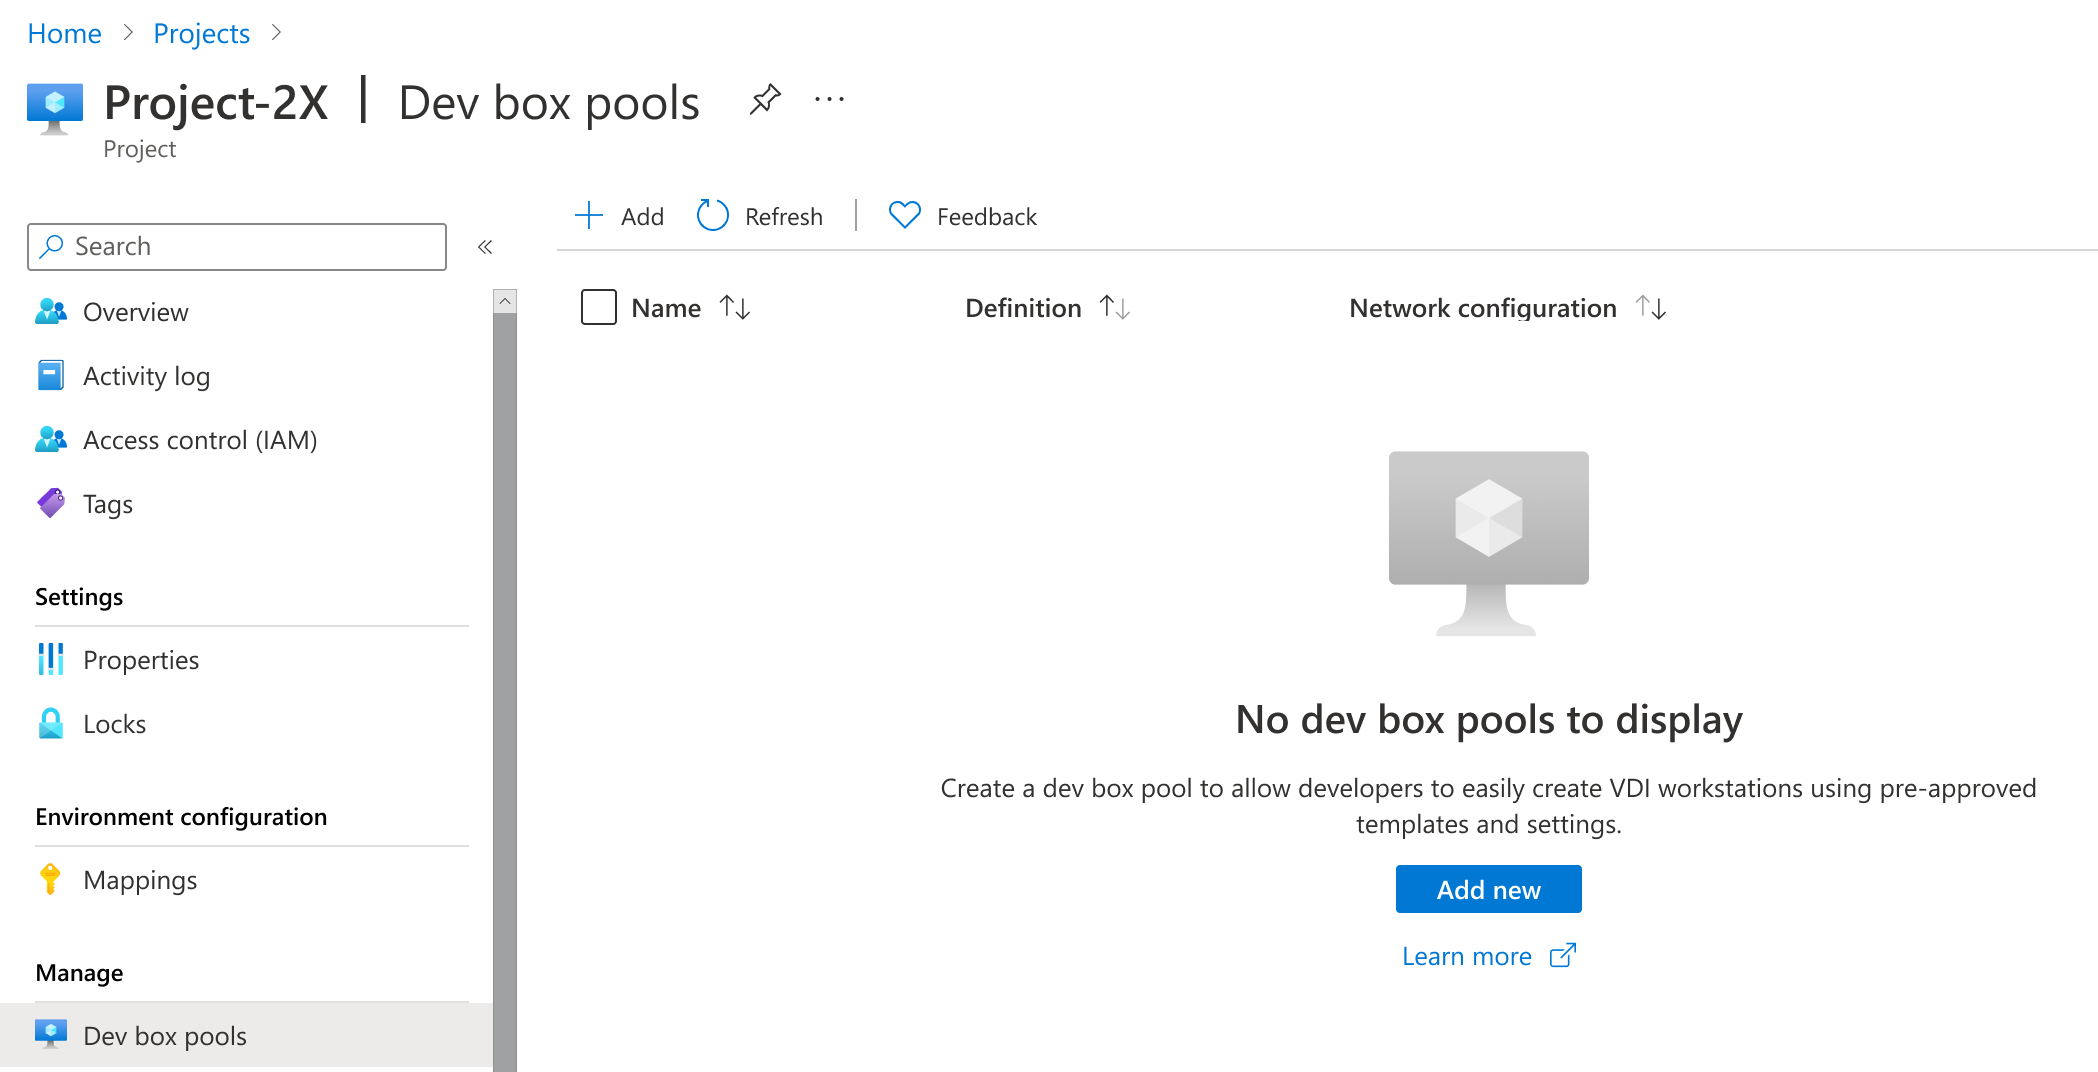 Home > Projects >
Project-2X | Dev box pools ...
Project
Search «
Overview
Activity log
Access control (IAM)
Tags
Settings
Properties
Locks
Environment configuration
Mappings
Manage
Dev box pools
+ Add Refresh | Feedback
Name ↑↓ Definition ↑↓ Network configuration ↑↓
No dev box pools to display
Create a dev box pool to allow developers to easily create VDI workstations using pre-approved
templates and settings.
Add new
Learn more